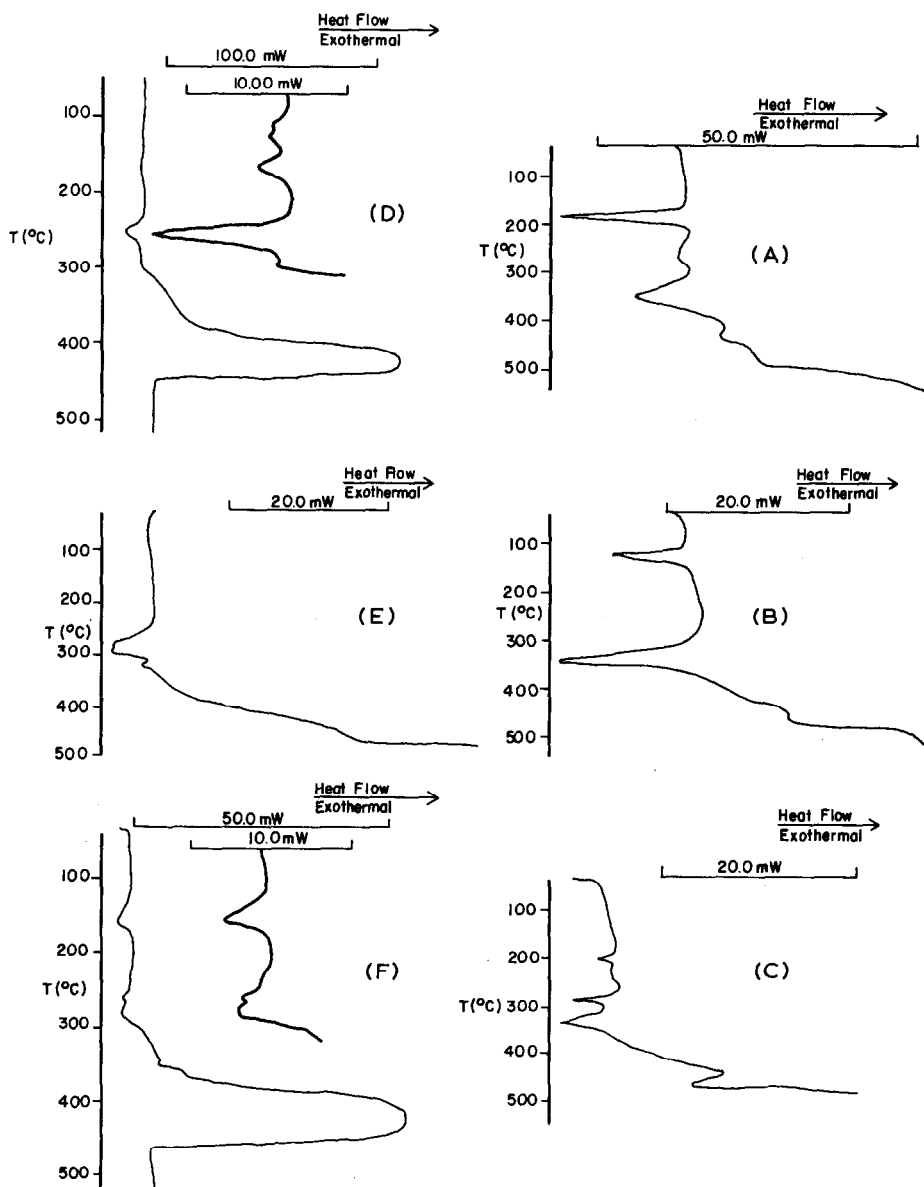 Heat Flow
Exothermal
100.0 mW
10.00 mW
100
200
T (°C)
300
400
500
(D)
Heat Flow
Exothermal
50.0 mW
100
200
T (°C)
300
400
500
(A)
Heat Flow
Exothermal
20.0 mW
100
200
T (°C)
300
400
500
(E)
Heat Flow
Exothermal
20.0 mW
100
200
T (°C)
300
400
500
(B)
Heat Flow
Exothermal
50.0 mW
10.0 mW
100
200
T (°C)
300
400
500
(F)
Heat Flow
Exothermal
20.0 mW
100
200
T (°C)
300
400
500
(C)